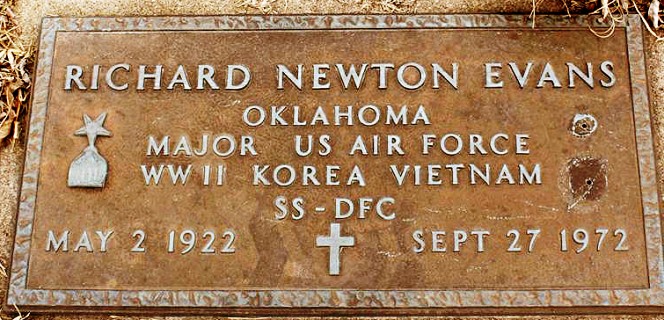 RICHARD NEWTON EVANS
OKLAHOMA
MAJOR US AIR FORCE
WW II KOREA VIETNAM
SS-DFC
MAY 2 1922 SEPT 27 1972